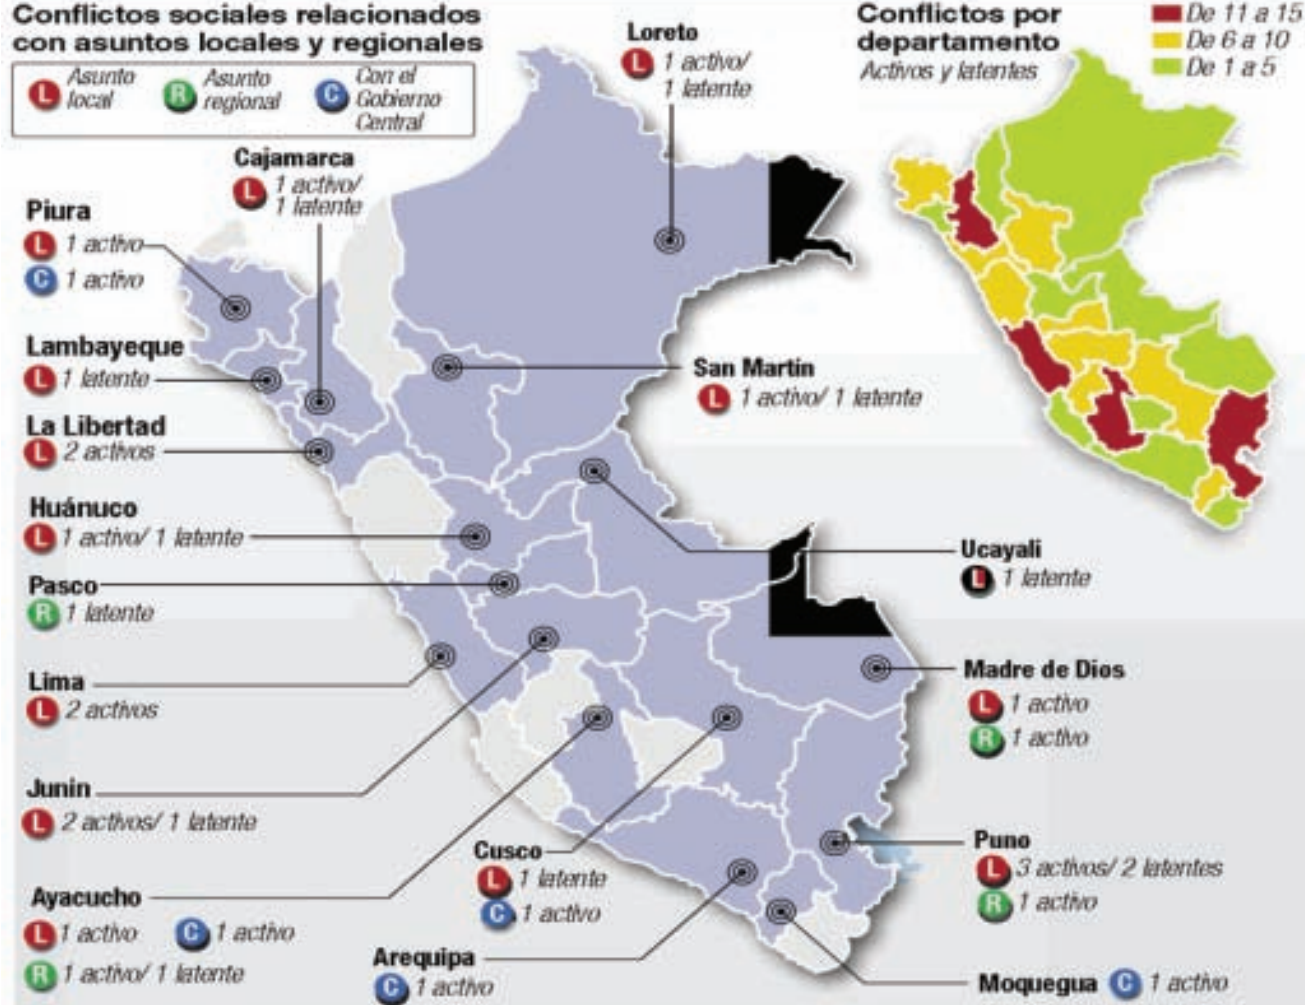 Conflictos sociales relacionados
con asuntos locales y regionales
L Asunto
local
R Asunto
regional
C Con el
Gobierno
Central
Conflictos por
departamento
Activos y latentes
De 11 a 15
De 6 a 10
De 1 a 5
Loreto
L 1 activo/
1 latente
Cajamarca
L 1 activo/
1 latente
Piura
L 1 activo
C 1 activo
Lambayeque
L 1 latente
La Libertad
L 2 activos
Huánuco
L 1 activo/ 1 latente
Pasco
R 1 latente
Lima
L 2 activos
Junín
L 2 activos/ 1 latente
Ayacucho
L 1 activo C 1 activo
R 1 activo/ 1 latente
San Martín
L 1 activo/ 1 latente
Ucayali
L 1 latente
Madre de Dios
L 1 activo
R 1 activo
Puno
L 3 activos/ 2 latentes
R 1 activo
Cusco
L 1 latente
C 1 activo
Arequipa
C 1 activo
Moquegua C 1 activo